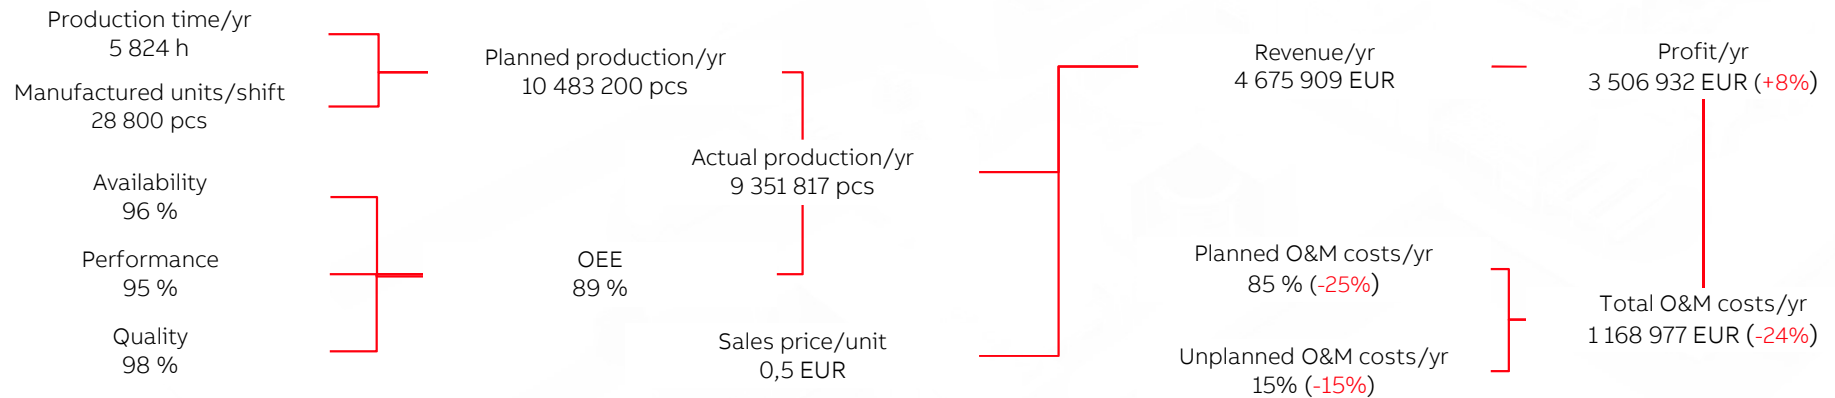 Production time/yr
5 824 h
Manufactured units/shift
28 800 pcs
Availability
96 %
Performance
95 %
Quality
98 %
Planned production/yr
10 483 200 pcs
OEE
89 %
Actual production/yr
9 351 817 pcs
Sales price/unit
0,5 EUR
Revenue/yr
4 675 909 EUR
Planned O&M costs/yr
85 % (-25%)
Unplanned O&M costs/yr
15% (-15%)
Profit/yr
3 506 932 EUR (+8%)
Total O&M costs/yr
1 168 977 EUR (-24%)